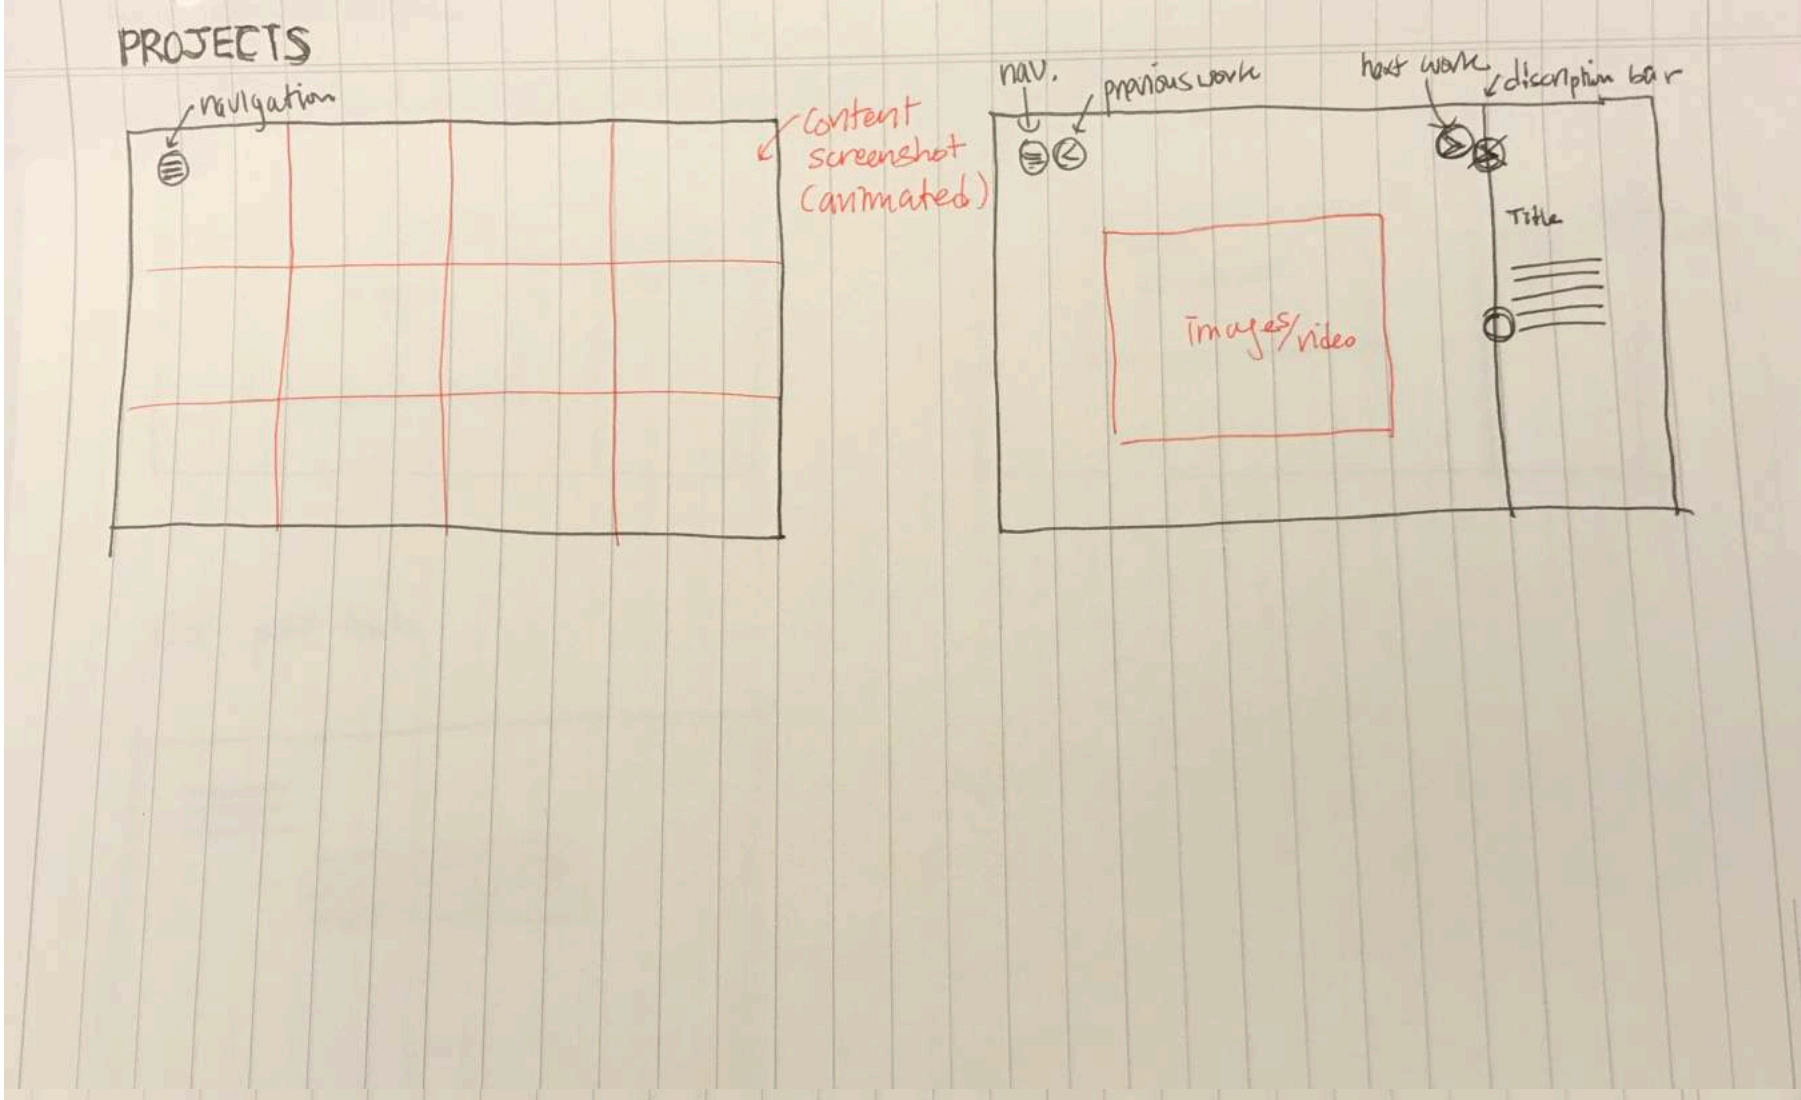 PROJECTS
navigation
content
screenshot
(animated)
nav.
previous work
next work
discription bar
Title
images/video